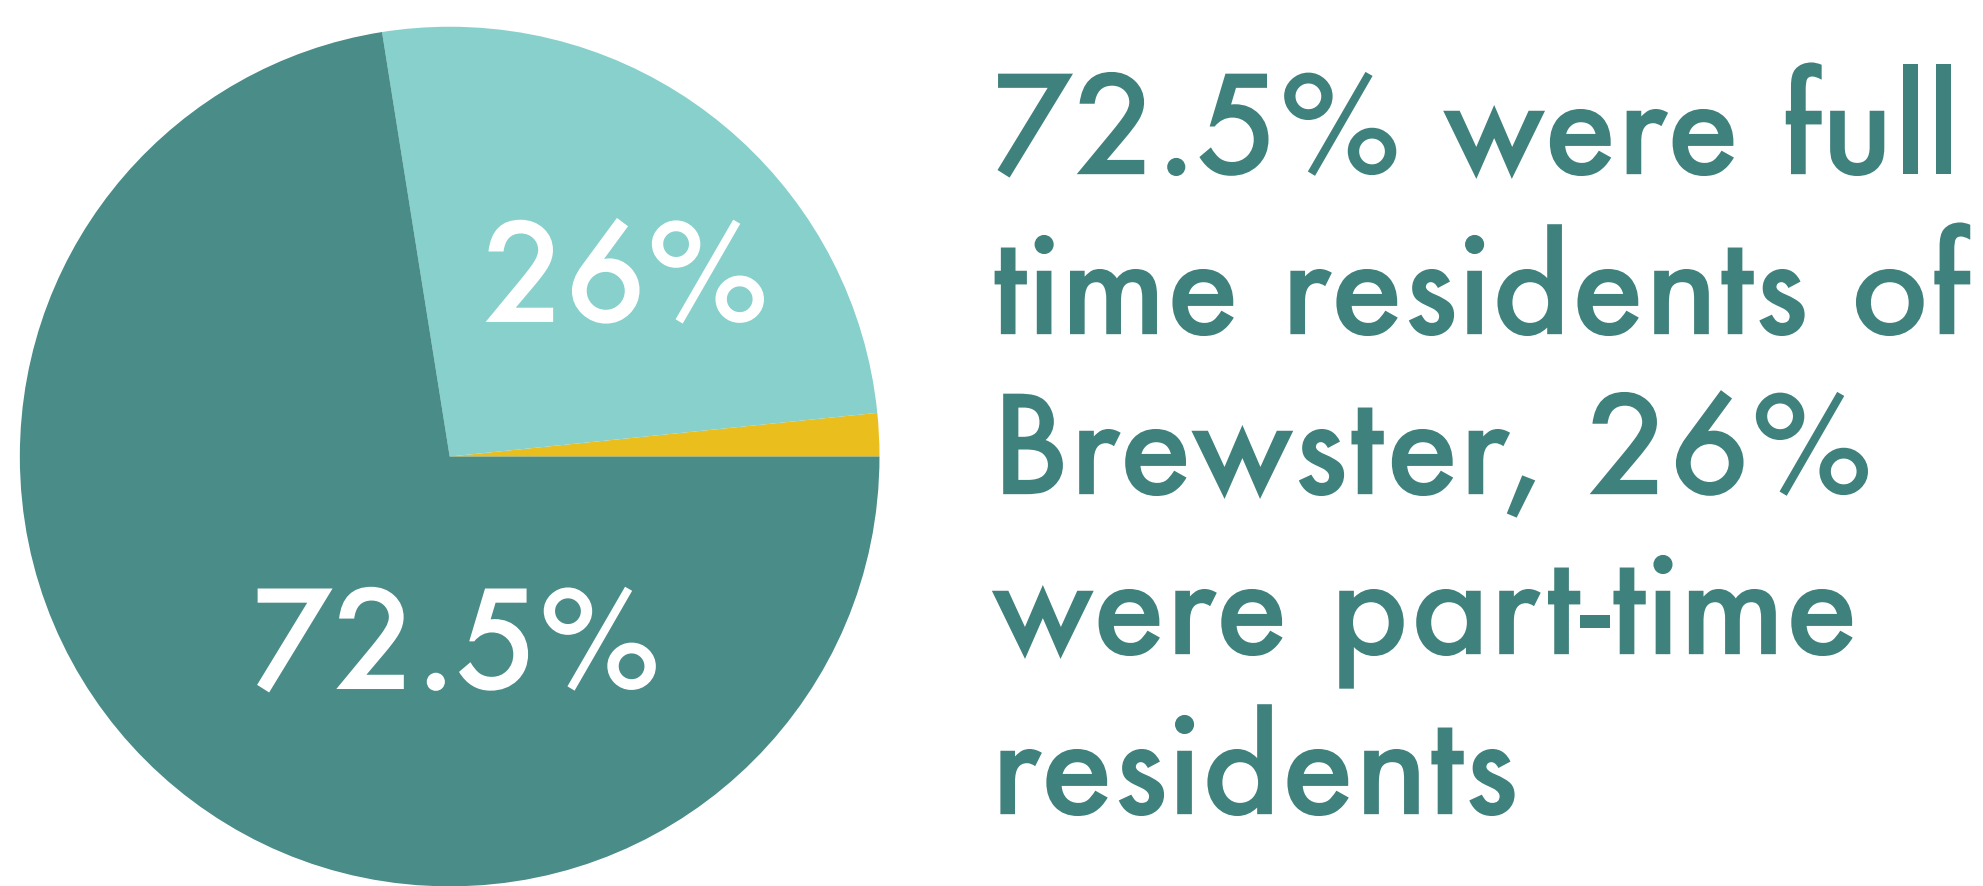 26%
72.5%
72.5% were full
time residents of
Brewster, 26%
were part-time
residents